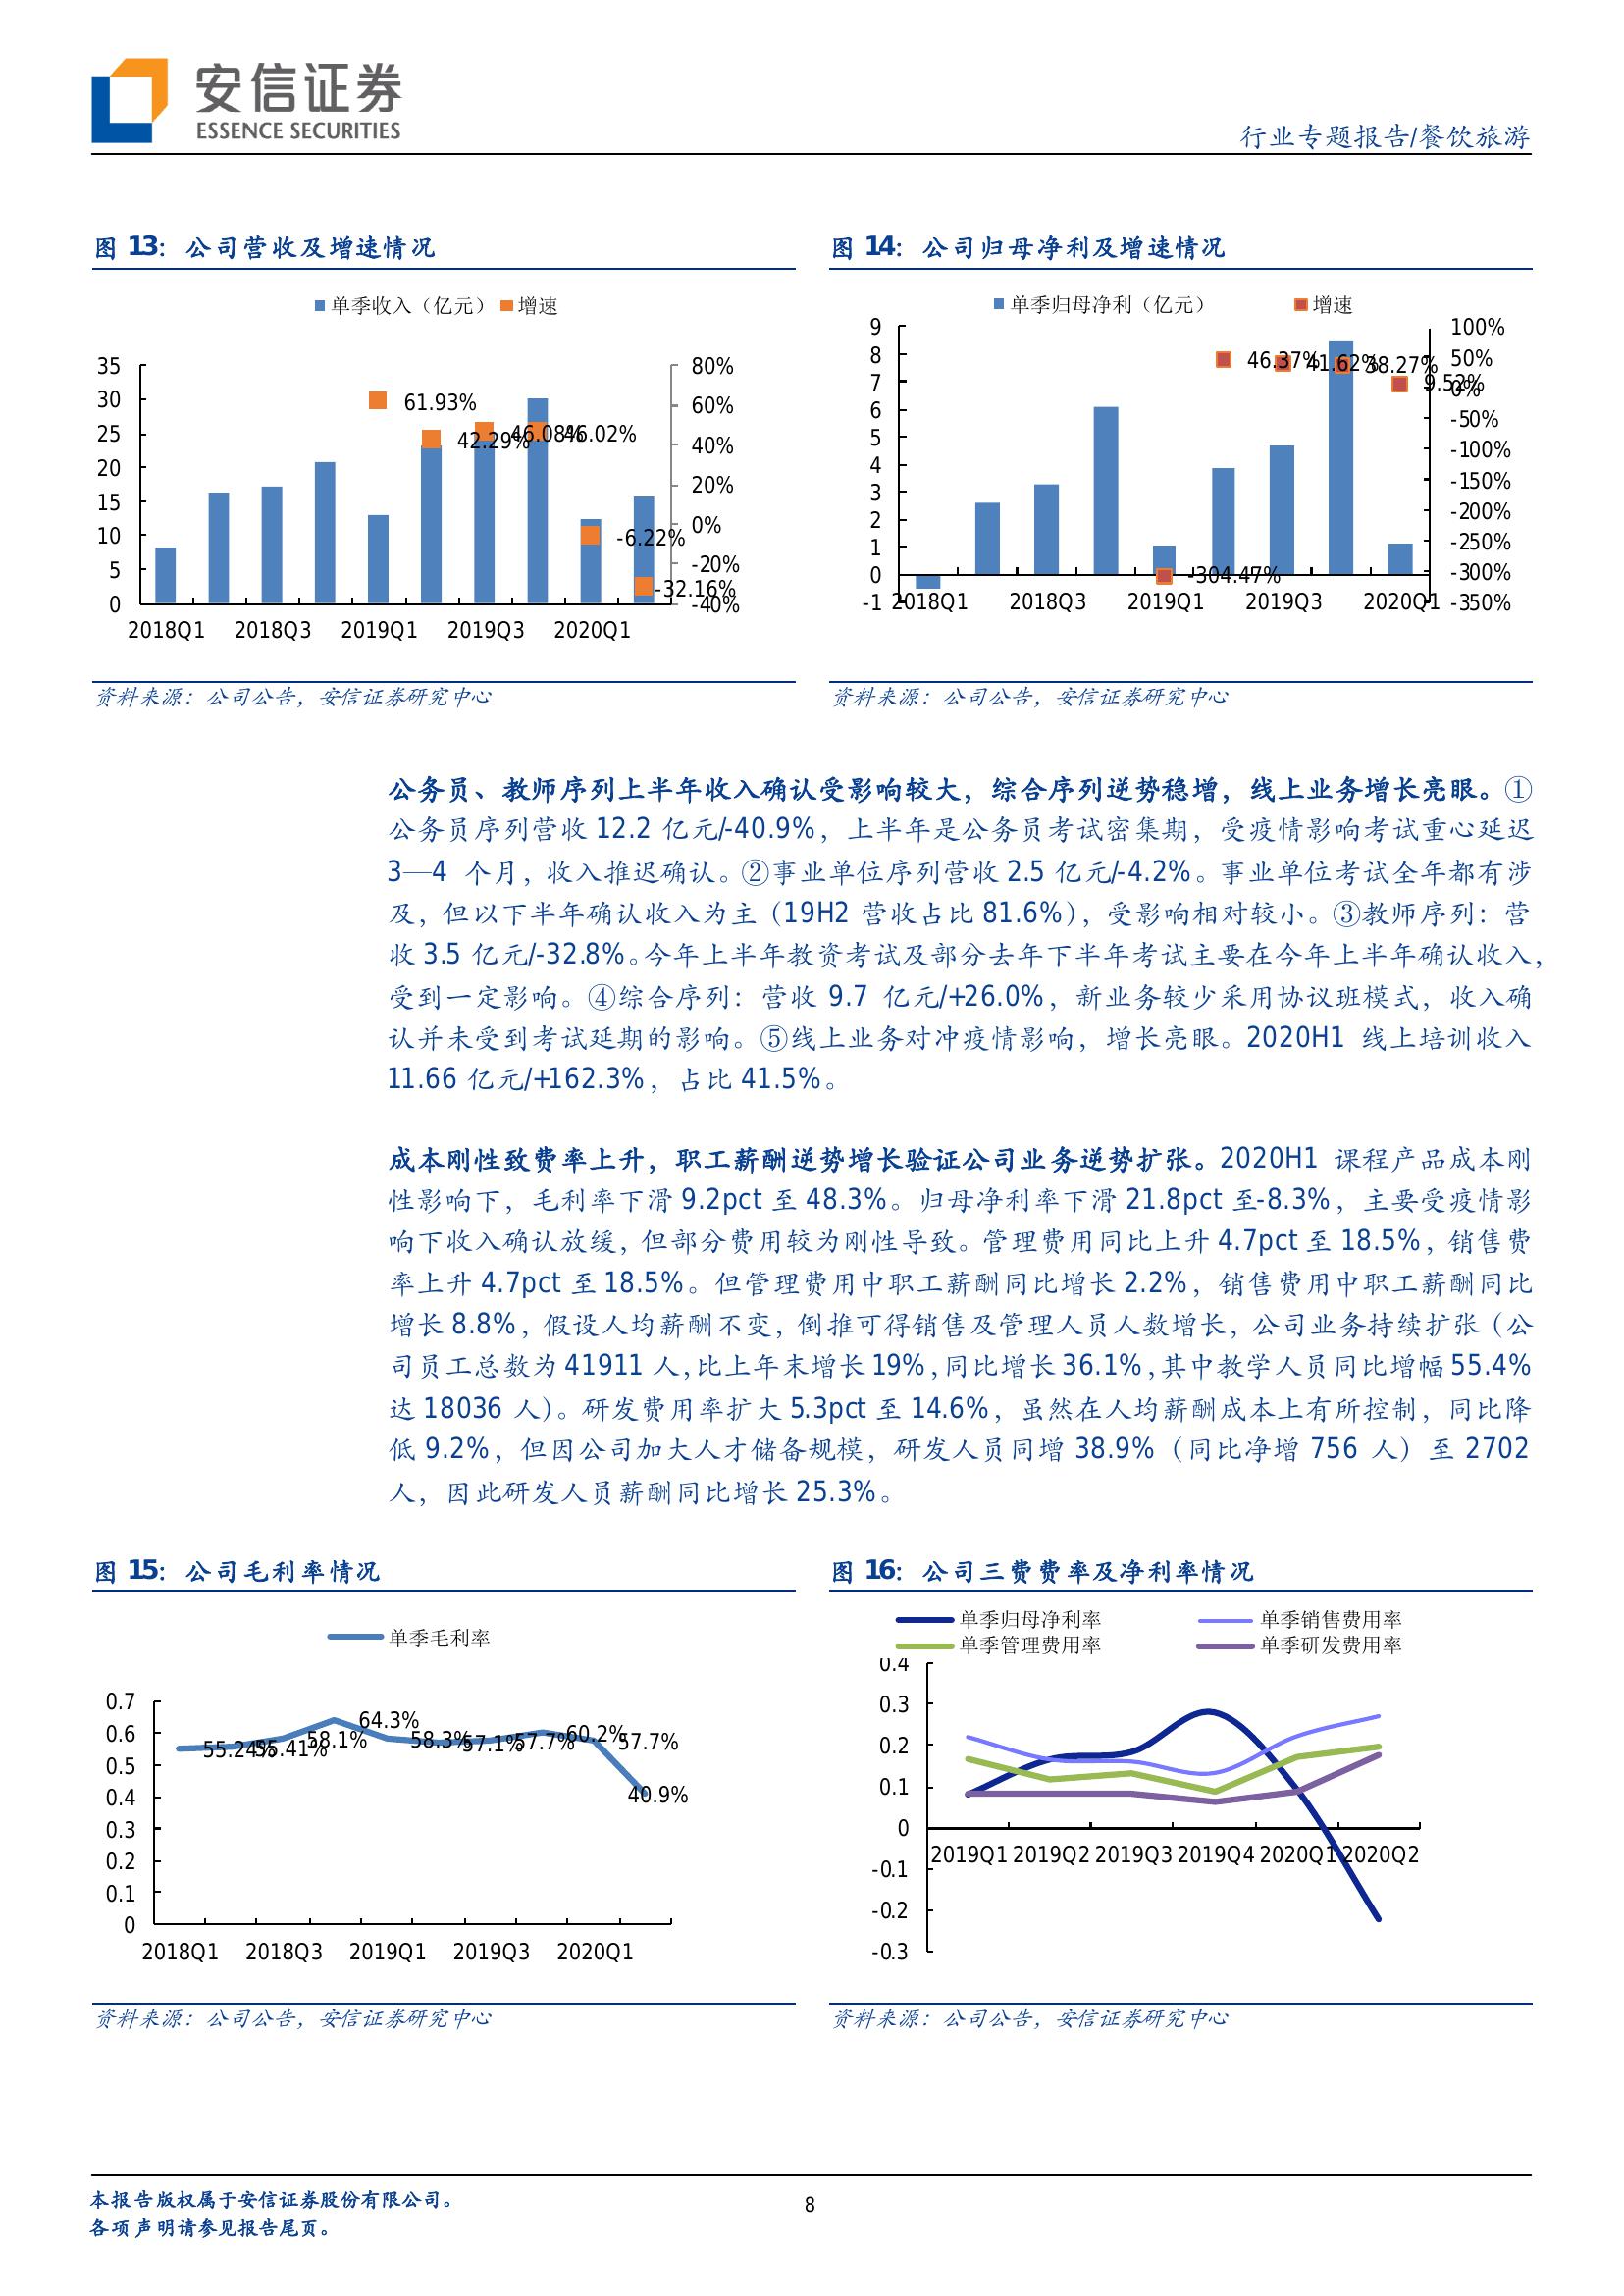 安信证券
ESSENCE SECURITIES
行业专题报告/餐饮旅游
图 13：公司营收及增速情况
单季收入（亿元） 增速
35
30
25
20
15
10
5
0
80%
60%
40%
20%
0%
-20%
-40%
61.93%
42.29%
46.08%
46.02%
-6.22%
-32.16%
2018Q1 2018Q3 2019Q1 2019Q3 2020Q1
资料来源：公司公告，安信证券研究中心
图 14：公司归母净利及增速情况
单季归母净利（亿元） 增速
9
8
7
6
5
4
3
2
1
0
-1
100%
50%
0%
-50%
-100%
-150%
-200%
-250%
-300%
-350%
-304.47%
46.37%
41.62%
38.27%
9.52%
2018Q1 2018Q3 2019Q1 2019Q3 2020Q1
资料来源：公司公告，安信证券研究中心
公务员、教师序列上半年收入确认受影响较大，综合序列逆势稳增，线上业务增长亮眼。①
公务员序列营收 12.2 亿元/-40.9%，上半年是公务员考试密集期，受疫情影响考试重心延迟
3—4 个月，收入推迟确认。②事业单位序列营收 2.5 亿元/-4.2%。事业单位考试全年都有涉
及，但以下半年确认收入为主（19H2 营收占比 81.6%），受影响相对较小。③教师序列：营
收 3.5 亿元/-32.8%。今年上半年教资考试及部分去年下半年考试主要在今年上半年确认收入，
受到一定影响。④综合序列：营收 9.7 亿元/+26.0%，新业务较少采用协议班模式，收入确
认并未受到考试延期的影响。⑤线上业务对冲疫情影响，增长亮眼。2020H1 线上培训收入
11.66 亿元/+162.3%，占比 41.5%。
成本刚性致费率上升，职工薪酬逆势增长验证公司业务逆势扩张。2020H1 课程产品成本刚
性影响下，毛利率下滑 9.2pct 至 48.3%。归母净利率下滑 21.8pct 至-8.3%，主要受疫情影
响下收入确认放缓，但部分费用较为刚性导致。管理费用同比上升 4.7pct 至 18.5%，销售费
率上升 4.7pct 至 18.5%。但管理费用中职工薪酬同比增长 2.2%，销售费用中职工薪酬同比
增长 8.8%，假设人均薪酬不变，倒推可得销售及管理人员人数增长，公司业务持续扩张（公
司员工总数为 41911 人，比上年末增长 19%，同比增长 36.1%，其中教学人员同比增幅 55.4%
达 18036 人）。研发费用率扩大 5.3pct 至 14.6%，虽然在人均薪酬成本上有所控制，同比降
低 9.2%，但因公司加大人才储备规模，研发人员同增 38.9%（同比净增 756 人）至 2702
人，因此研发人员薪酬同比增长 25.3%。
图 15：公司毛利率情况
单季毛利率
0.7
0.6
0.5
0.4
0.3
0.2
0.1
0
55.24%
55.41%
58.1%
64.3%
58.3%
57.1%
57.7%
60.2%
57.7%
40.9%
2018Q1 2018Q3 2019Q1 2019Q3 2020Q1
资料来源：公司公告，安信证券研究中心
图 16：公司三费费率及净利率情况
单季归母净利率 单季销售费用率
单季管理费用率 单季研发费用率
0.4
0.3
0.2
0.1
0
-0.1
-0.2
-0.3
2019Q1 2019Q2 2019Q3 2019Q4 2020Q1 2020Q2
资料来源：公司公告，安信证券研究中心
本报告版权属于安信证券股份有限公司。
各项声明请参见报告尾页。
8